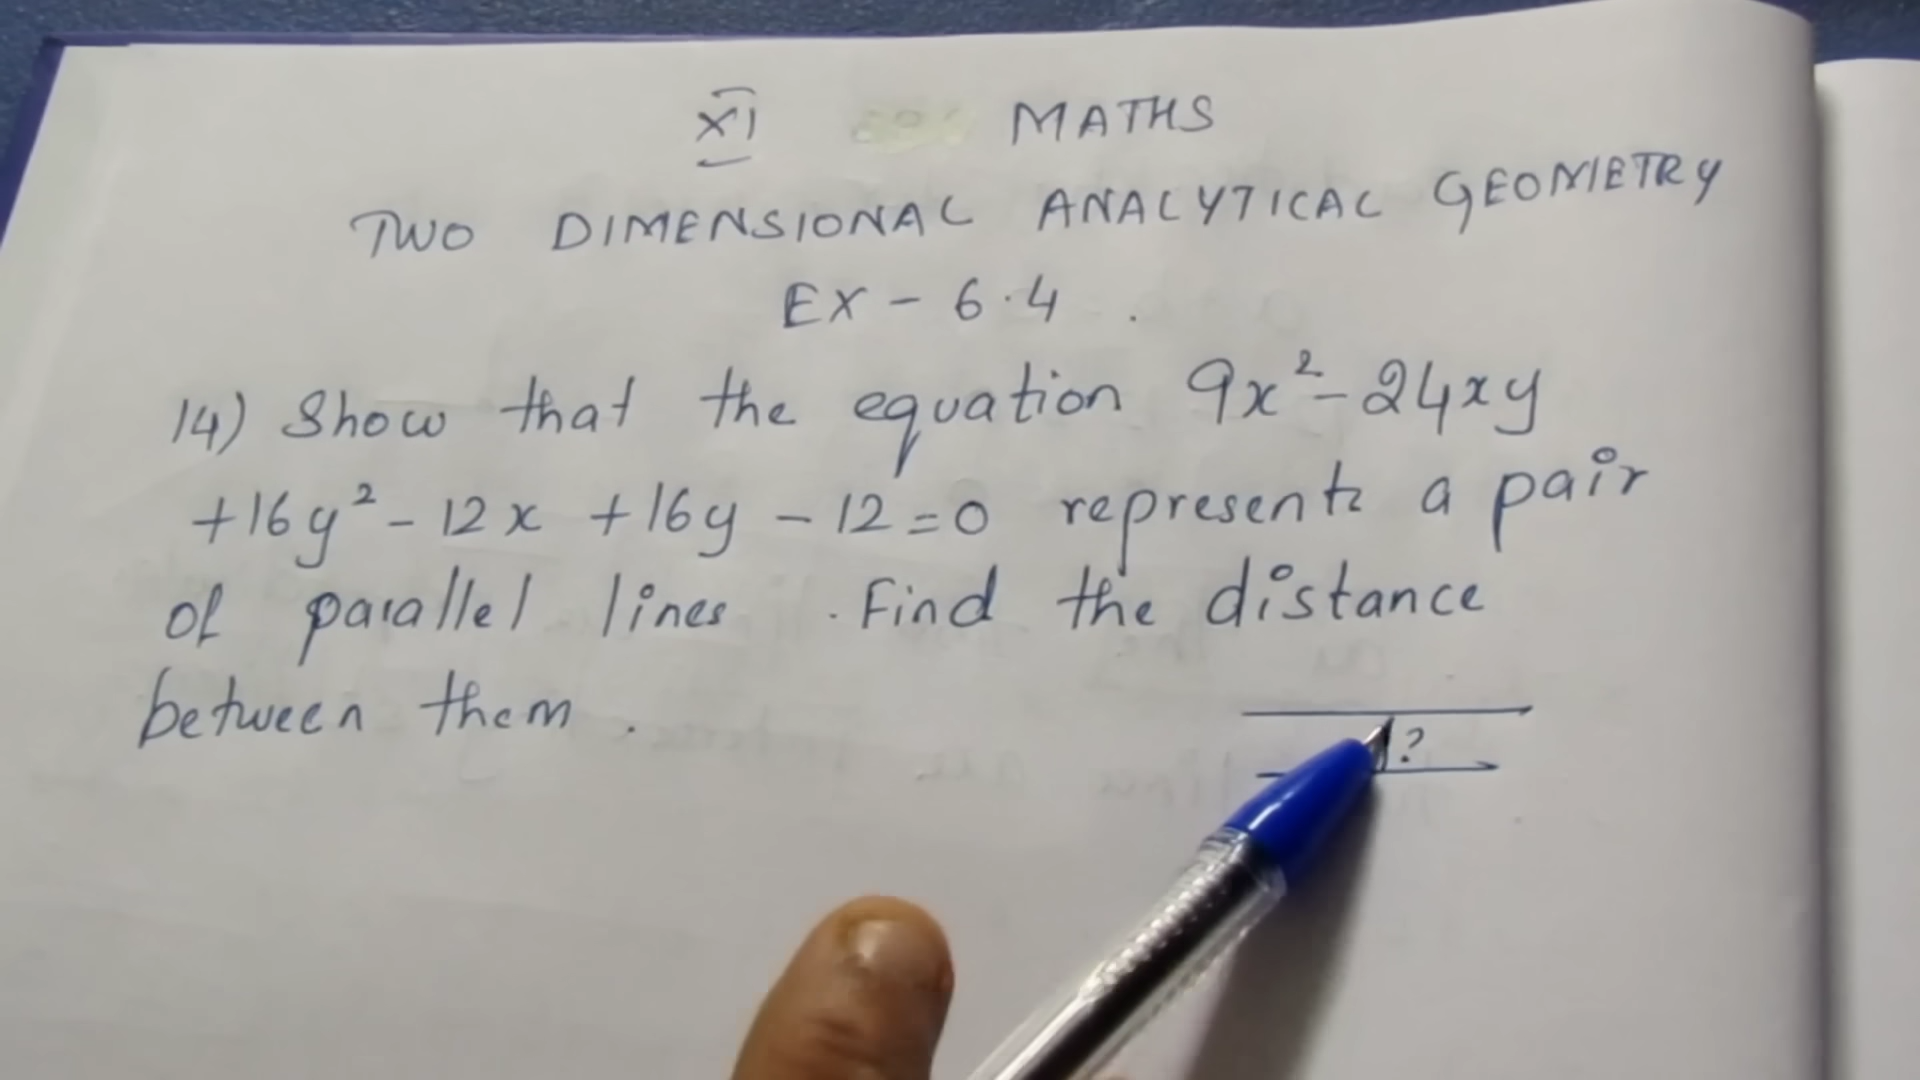 XI MATHS
TWO DIMENSIONAL ANALYTICAL GEOMETRY
EX - 6.4 .
14) Show that the equation 9x² - 24xy
+16y² - 12x +16y - 12 = 0 represents a pair
of parallel lines . Find the distance
between them .
?